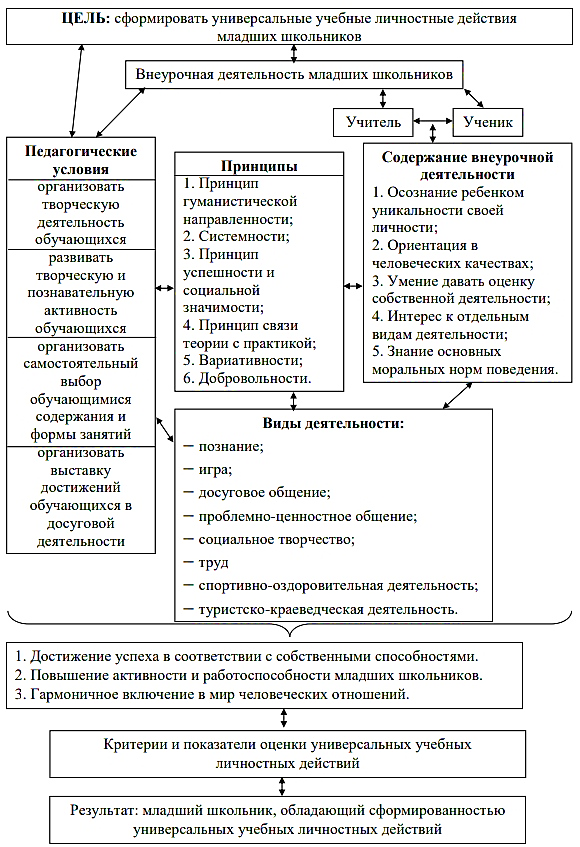 ЦЕЛЬ: сформировать универсальные учебные личностные действия
младших школьников
Внеурочная деятельность младших школьников
Учитель
Ученик
Педагогические
условия
организовать
творческую
деятельность
обучающихся
развивать
творческую и
познавательную
активность
обучающихся
организовать
самостоятельный
выбор
обучающимися
содержания и
формы занятий
организовать
выставку
достижений
обучающихся в
досуговой
деятельности
Принципы
1. Принцип
гуманистической
направленности;
2. Системности;
3. Принцип
успешности и
социальной
значимости;
4. Принцип связи
теории с практикой;
5. Вариативности;
6. Добровольности.
Содержание внеурочной
деятельности
1. Осознание ребенком
уникальности своей
личности;
2. Ориентация в
человеческих качествах;
3. Умение давать оценку
собственной деятельности;
4. Интерес к отдельным
видам деятельности;
5. Знание основных
моральных норм поведения.
Виды деятельности:
— познание;
— игра;
— досуговое общение;
— проблемно-ценностное общение;
— социальное творчество;
— труд
— спортивно-оздоровительная деятельность;
— туристско-краеведческая деятельность.
1. Достижение успеха в соответствии с собственными способностями.
2. Повышение активности и работоспособности младших школьников.
3. Гармоничное включение в мир человеческих отношений.
Критерии и показатели оценки универсальных учебных
личностных действий
Результат: младший школьник, обладающий сформированностью
универсальных учебных личностных действий